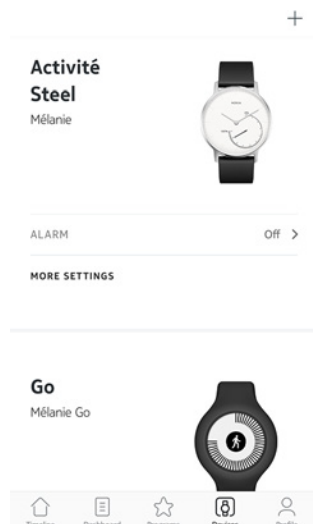 +
Activité
Steel
Mélanie
ALARM
Off >
MORE SETTINGS
Go
Mélanie Go